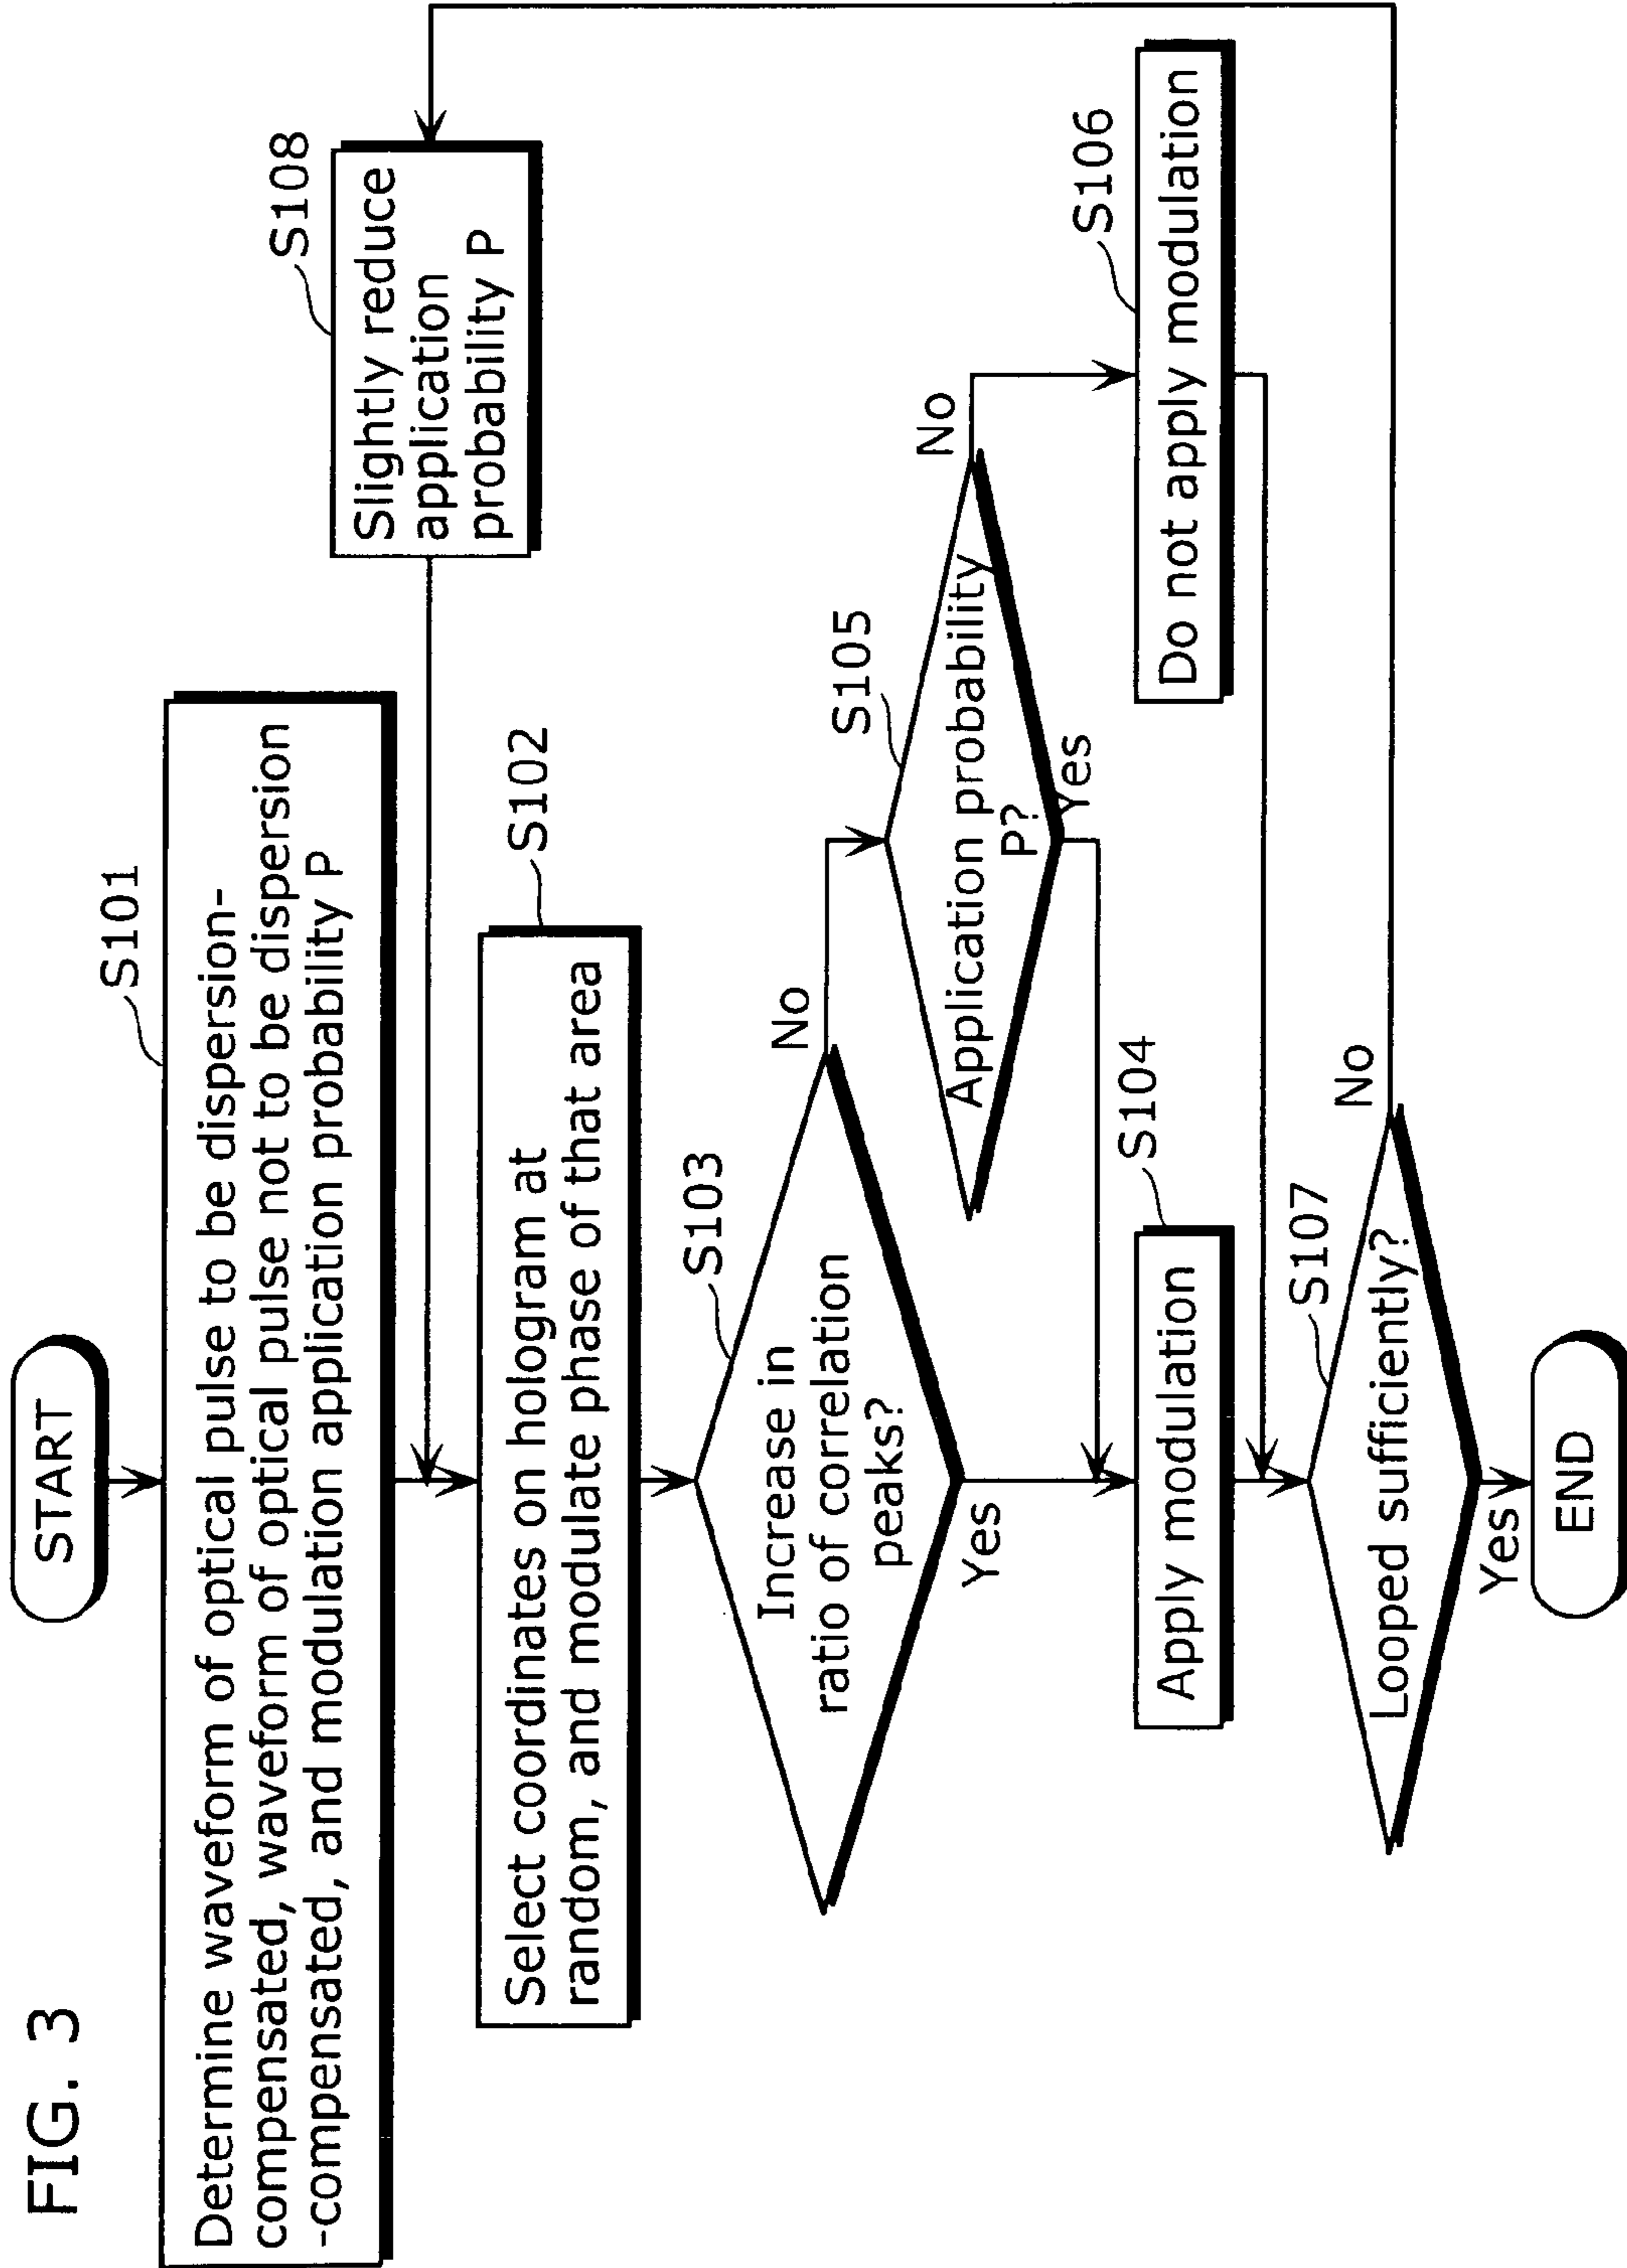 FIG. 3
START
S101
Determine waveform of optical pulse to be dispersion-
compensated, waveform of optical pulse not to be dispersion
-compensated, and modulation application probability P
S108
Slightly reduce
application
probability P
S102
Select coordinates on hologram at
random, and modulate phase of that area
S103
Increase in
ratio of correlation
peaks?
No
Yes
S105
Application probability
P?
No
Yes
S104
Apply modulation
S106
Do not apply modulation
S107
Looped sufficiently?
No
Yes
END